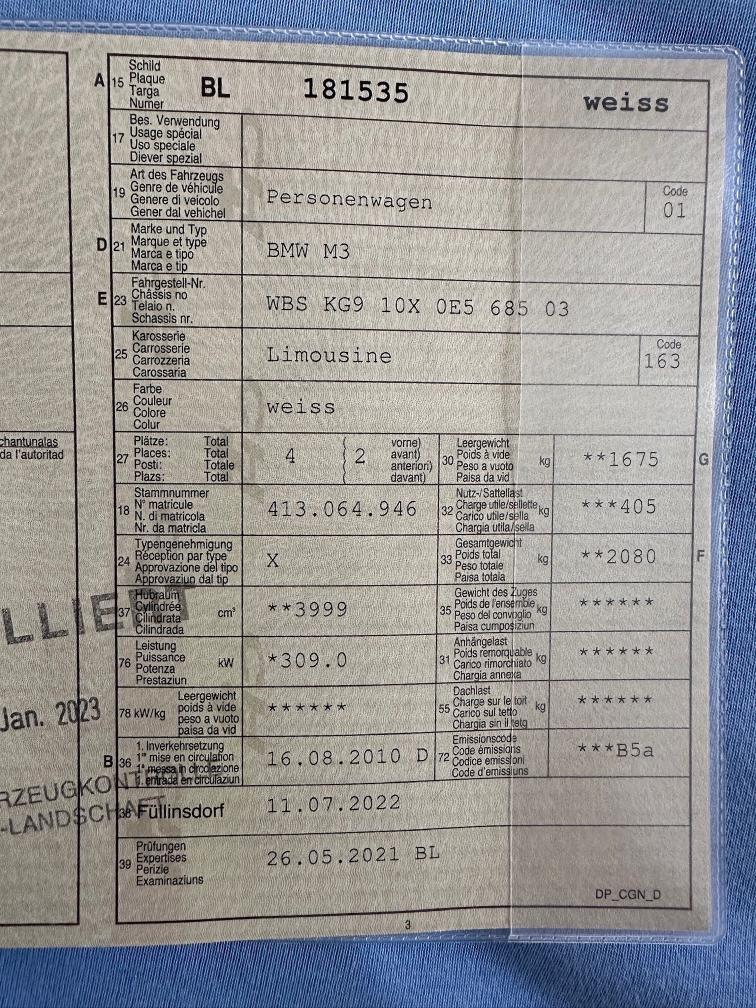 A 15 Schild
Plaque
Targa
Numer
BL 181535 weiss
17 Bes. Verwendung
Usage spécial
Uso speciale
Diever spezial
19 Art des Fahrzeugs
Genre de véhicule
Genere di veicolo
Gener dal vehichel
Personenwagen
Code
01
D 21 Marke und Typ
Marque et type
Marca e tipo
Marca e tip
BMW M3
E 23 Fahrgestell-Nr.
Châssis no
Telaio n.
Schassis nr.
WBS KG9 10X 0E5 685 03
25 Karosserie
Carrosserie
Carrozzeria
Carossaria
Limousine
Code
163
26 Farbe
Couleur
Colore
Colur
weiss
chantunalas
da l'autoritad
27 Plätze: Total
Places: Total
Posti: Totale
Plazs: Total
4 ( 2 vorne)
avant)
anteriori)
davant)
30 Leergewicht
Poids à vide
Peso a vuoto
Paisa da vid
kg **1675 G
18 Stammnummer
N° matricule
N. di matricola
Nr. da matricla
413.064.946
32 Nutz-/Sattellast
Charge utile/sellette
Carico utile/sella
Chargia utila/sella
kg ***405
24 Typengenehmigung
Réception par type
Approvazione del tipo
Approvaziun dal tip
X
33 Gesamtgewicht
Poids total
Peso totale
Paisa totala
kg **2080 F
37 Hubraum
Cylindrée
Cilindrata
Cilindrada
cm³ **3999
35 Gewicht des Zuges
Poids de l'ensemble
Peso del convoglio
Paisa cumposiziun
kg ******
LLIERT
76 Leistung
Puissance
Potenza
Prestaziun
kW *309.0
31 Anhängelast
Poids remorquable
Carico rimorchiato
Chargia annexa
kg ******
78 kW/kg Leergewicht
poids à vide
peso a vuoto
paisa da vid
******
55 Dachlast
Charge sur le toit
Carico sul tetto
Chargia sin il tetg
kg ******
Jan. 2023
B 36 1. Inverkehrsetzung
1re mise en circulation
1a messa in circolazione
1. entrada en circulaziun
16.08.2010 D
72 Emissionscode
Code émissions
Codice emissioni
Code d'emissiuns
***B5a
RZEUGKONTROLLE
-LANDSCHAFT
38 Füllinsdorf 11.07.2022
39 Prüfungen
Expertises
Perizie
Examinaziuns
26.05.2021 BL
DP_CGN_D
3